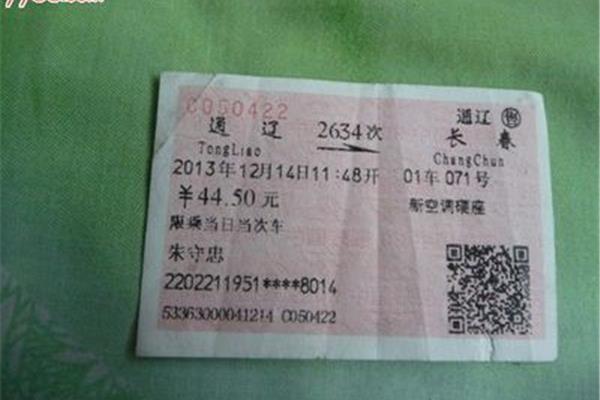 C050422
通辽 售
通辽 2634次 长春
TongLiao ChangChun
2013年12月14日11:48开 01车071号
¥44.50元 新空调硬座
限乘当日当次车
朱守忠
2202211951****8014
53363000041214 C050422